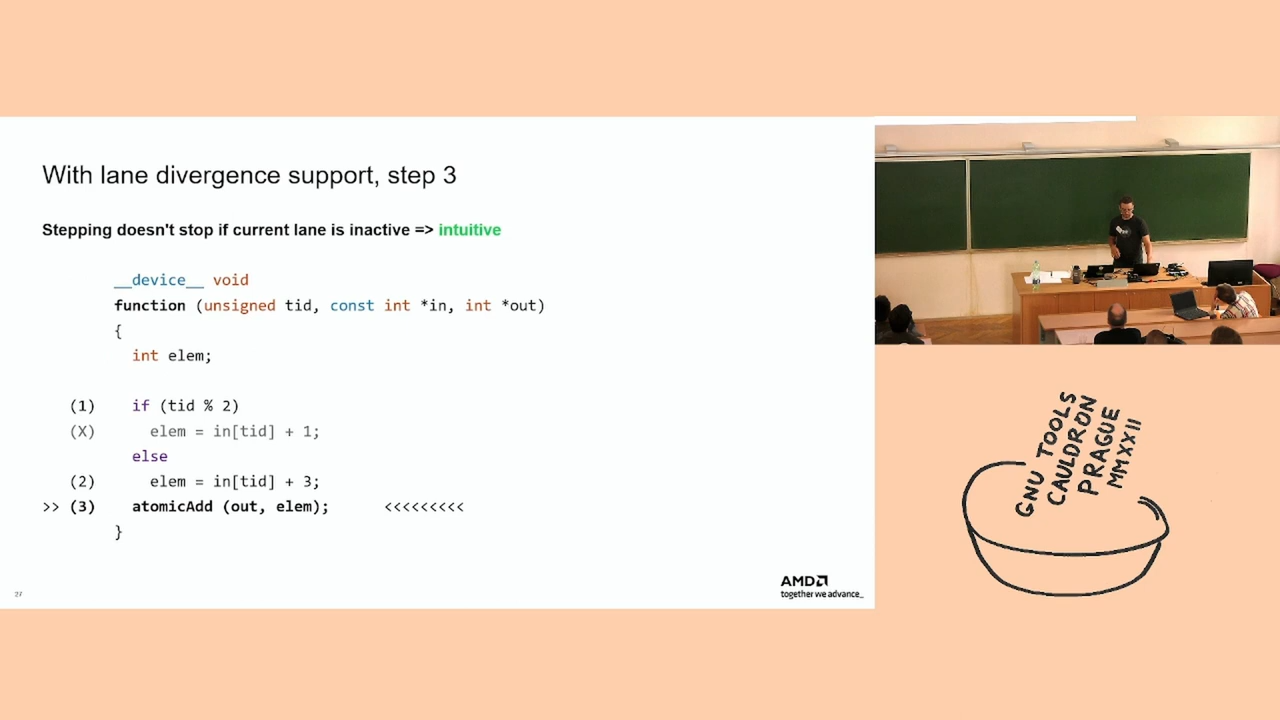 With lane divergence support, step 3
Stepping doesn't stop if current lane is inactive => intuitive
__device__ void
function (unsigned tid, const int *in, int *out)
{
int elem;
(1) if (tid % 2)
(X) elem = in[tid] + 1;
else
(2) elem = in[tid] + 3;
>> (3) atomicAdd (out, elem); <<<<<<<<<
}
27
AMD
together we advance_
GNU TOOLS
CAULDRON
PRAGUE
MMXXII